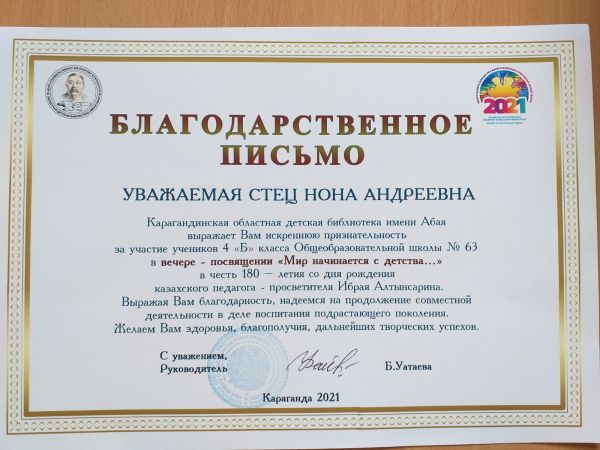 2021
БЛАГОДАРСТВЕННОЕ
ПИСЬМО
УВАЖАЕМАЯ СТЕЦ НОНА АНДРЕЕВНА
Карагандинская областная детская библиотека имени Абая
выражает Вам искреннюю признательность
за участие учеников 4 «Б» класса Общеобразовательной школы № 63
в вечере - посвящении «Мир начинается с детства...»
в честь 180 – летия со дня рождения
казахского педагога - просветителя Ибрая Алтынсарина.
Выражая Вам благодарность, надеемся на продолжение совместной
деятельности в деле воспитания подрастающего поколения.
Желаем Вам здоровья, благополучия, дальнейших творческих успехов.
С уважением,
Руководитель
Б.Уатаева
Караганда 2021